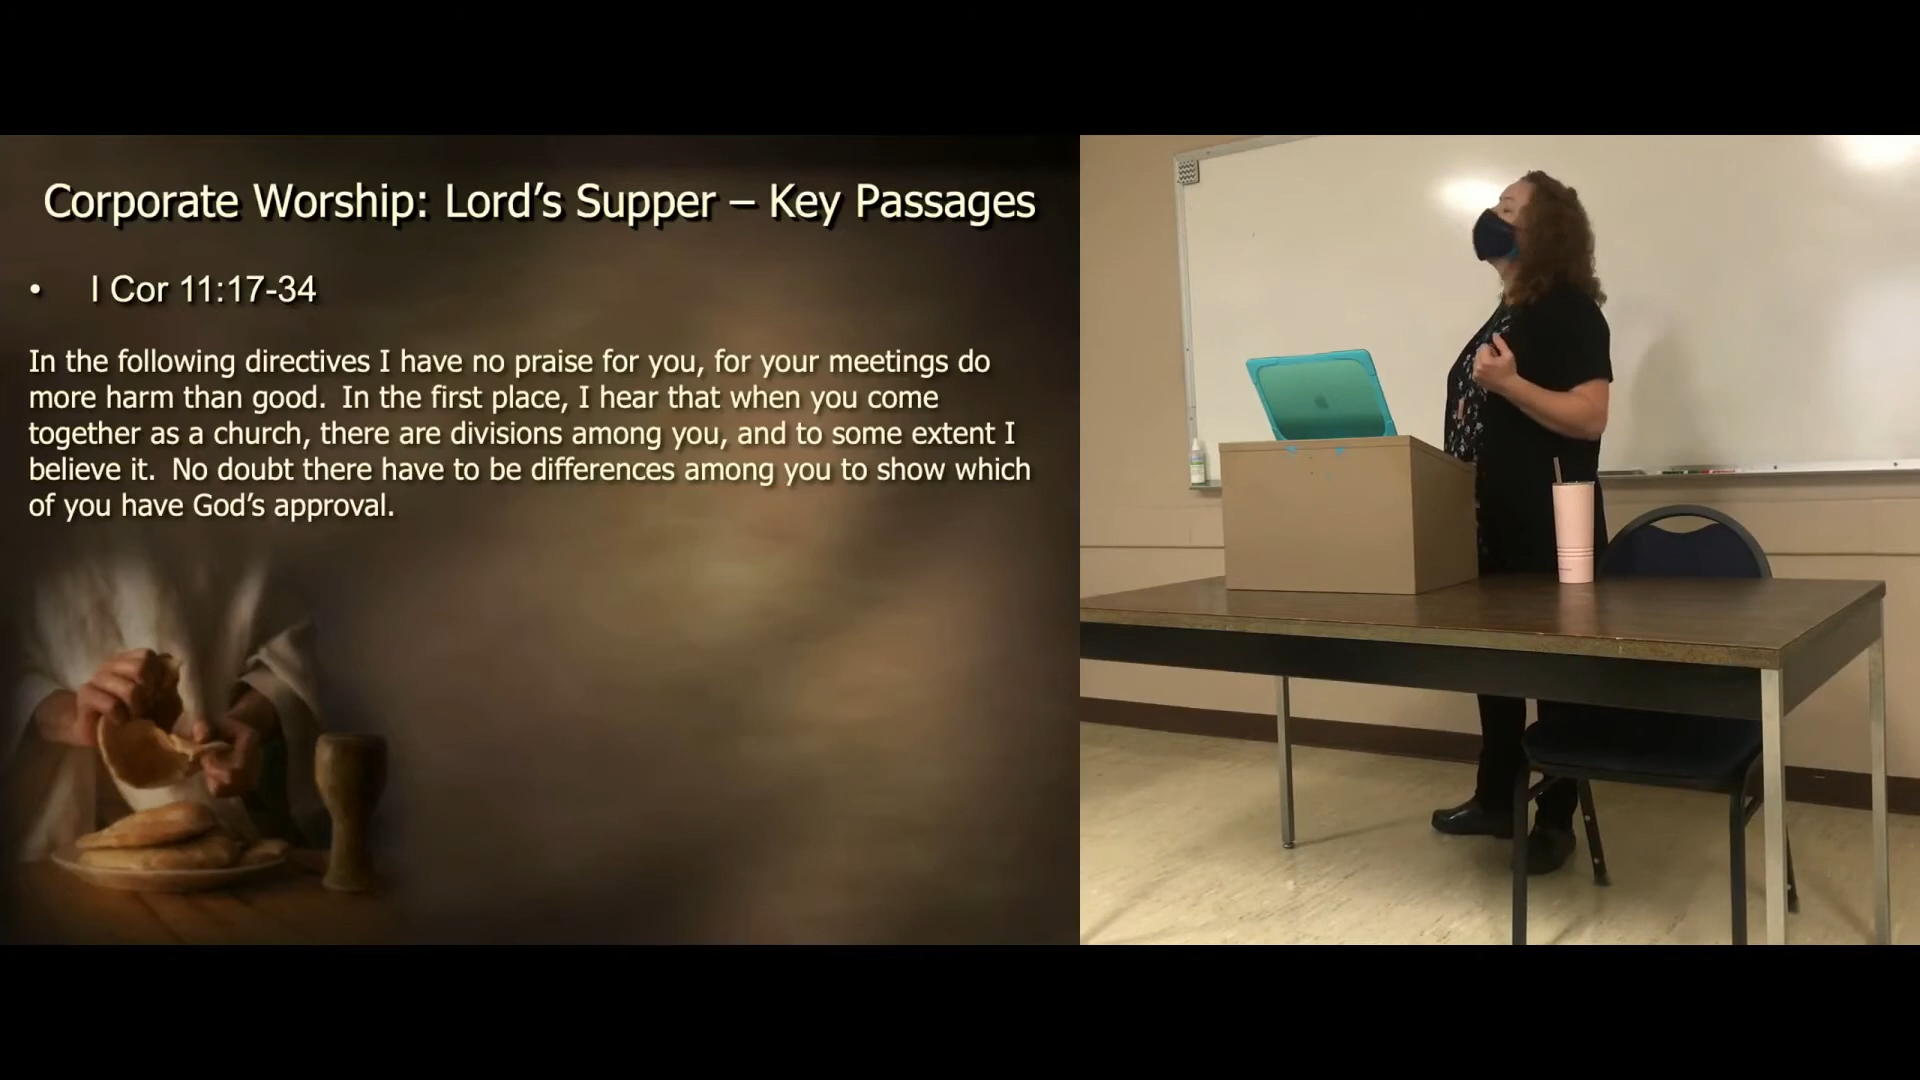 Corporate Worship: Lord's Supper – Key Passages
• I Cor 11:17-34
In the following directives I have no praise for you, for your meetings do
more harm than good.  In the first place, I hear that when you come
together as a church, there are divisions among you, and to some extent I
believe it.  No doubt there have to be differences among you to show which
of you have God's approval.